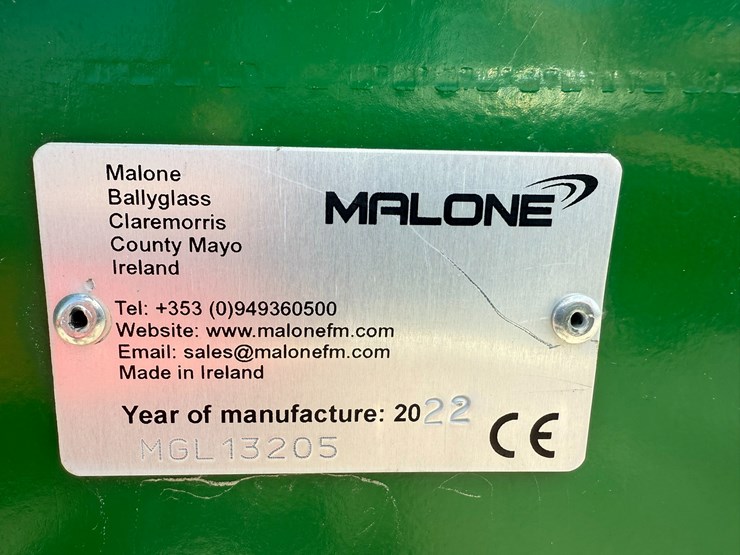 Malone
Ballyglass
Claremorris
County Mayo
Ireland
MALONE
Tel: +353 (0)949360500
Website: www.malonefm.com
Email: sales@malonefm.com
Made in Ireland
Year of manufacture: 2022
MGL13205
CE